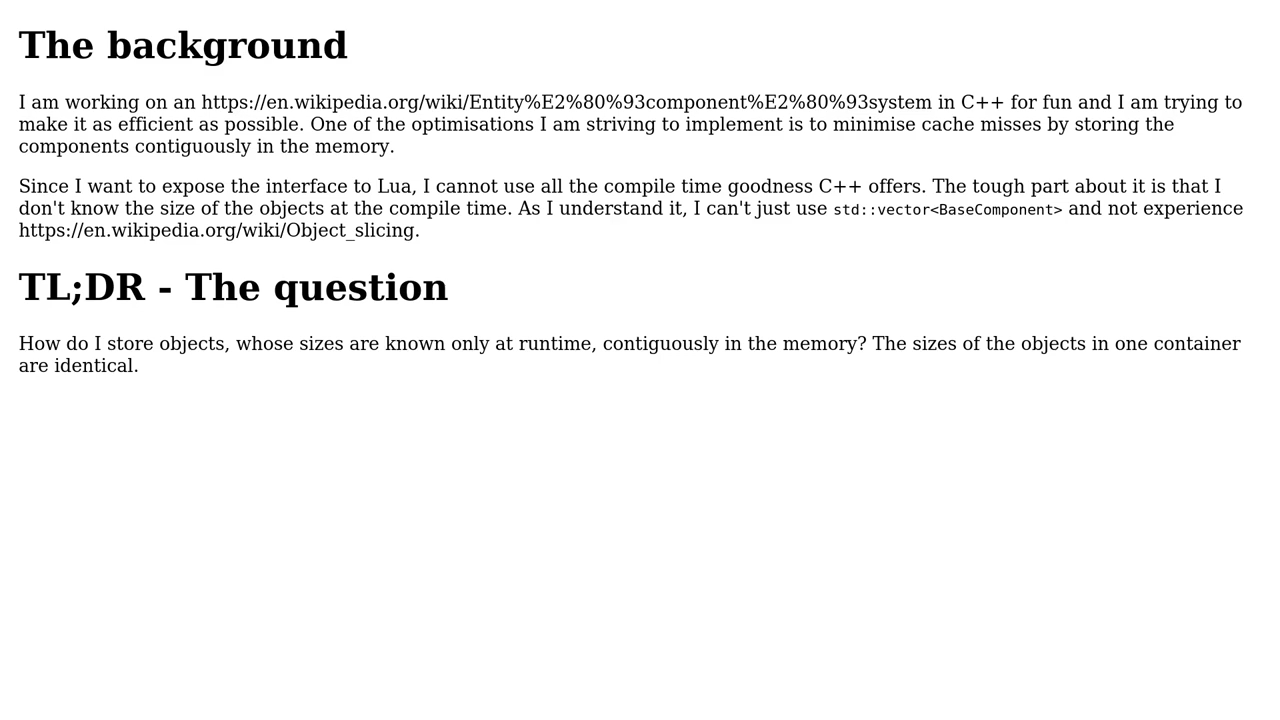 The background
I am working on an https://en.wikipedia.org/wiki/Entity%E2%80%93component%E2%80%93system in C++ for fun and I am trying to
make it as efficient as possible. One of the optimisations I am striving to implement is to minimise cache misses by storing the
components contiguously in the memory.
Since I want to expose the interface to Lua, I cannot use all the compile time goodness C++ offers. The tough part about it is that I
don't know the size of the objects at the compile time. As I understand it, I can't just use std::vector<BaseComponent> and not experience
https://en.wikipedia.org/wiki/Object_slicing.
TL;DR - The question
How do I store objects, whose sizes are known only at runtime, contiguously in the memory? The sizes of the objects in one container
are identical.